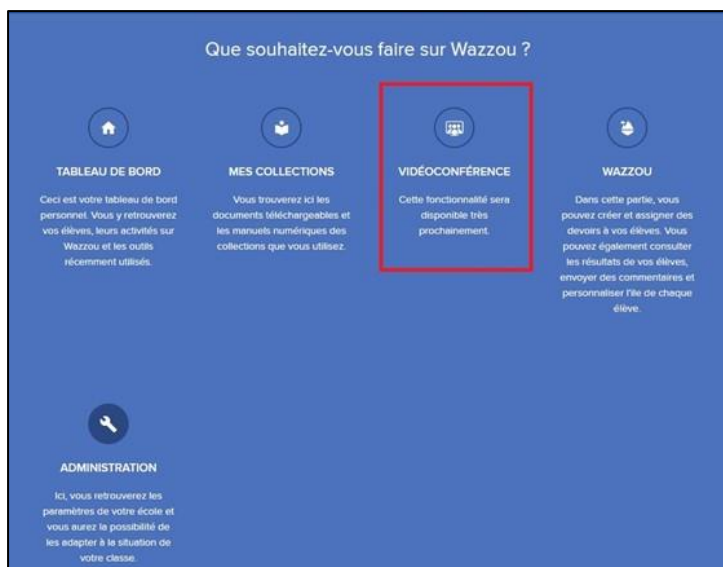 Que souhaitez-vous faire sur Wazzou ?
TABLEAU DE BORD
Ceci est votre tableau de bord
personnel. Vous y retrouverez
vos élèves, leurs activités sur
Wazzou et les outils
récemment utilisés.
MES COLLECTIONS
Vous trouverez ici les
documents téléchargeables et
les manuels numériques des
collections que vous utilisez.
VIDÉOCONFÉRENCE
Cette fonctionnalité sera
disponible très
prochainement.
WAZZOU
Dans cette partie, vous
pouvez créer et assigner des
devoirs à vos élèves. Vous
pouvez également consulter
les résultats de vos élèves,
envoyer des commentaires et
personnaliser l'île de chaque
élève.
ADMINISTRATION
Ici, vous retrouverez les
paramètres de votre école et
vous aurez la possibilité de
les adapter à la situation de
votre classe.